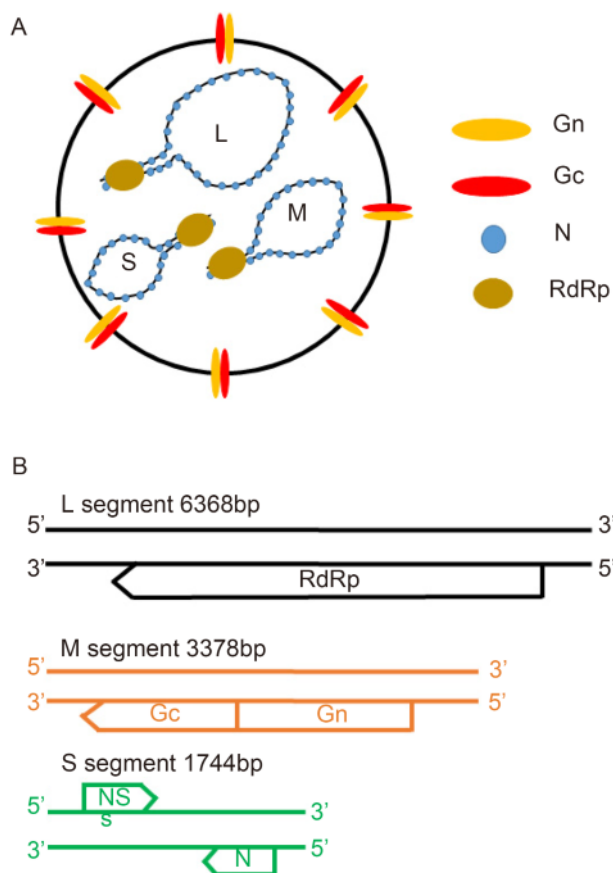 A
L
M
S
Gn
Gc
N
RdRp
B
L segment 6368bp
5’ 3’
3’ 5’
RdRp
M segment 3378bp
5’ 3’
3’ 5’
Gc Gn
S segment 1744bp
NS
5’ s 3’
3’ 5’
N